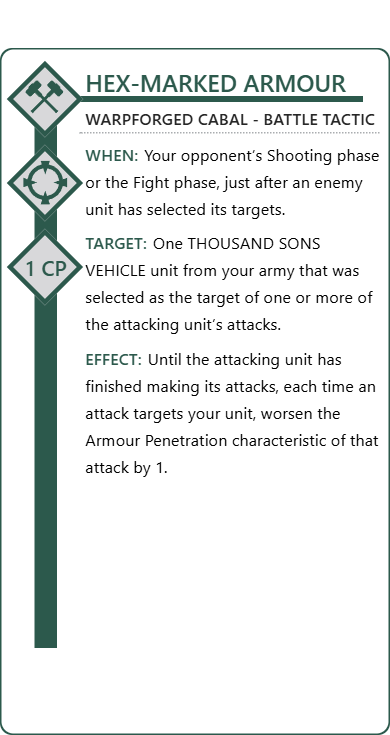 HEX-MARKED ARMOUR
WARPFORGED CABAL - BATTLE TACTIC
WHEN: Your opponent's Shooting phase
or the Fight phase, just after an enemy
unit has selected its targets.
1 CP
TARGET: One THOUSAND SONS
VEHICLE unit from your army that was
selected as the target of one or more of
the attacking unit's attacks.
EFFECT: Until the attacking unit has
finished making its attacks, each time an
attack targets your unit, worsen the
Armour Penetration characteristic of that
attack by 1.